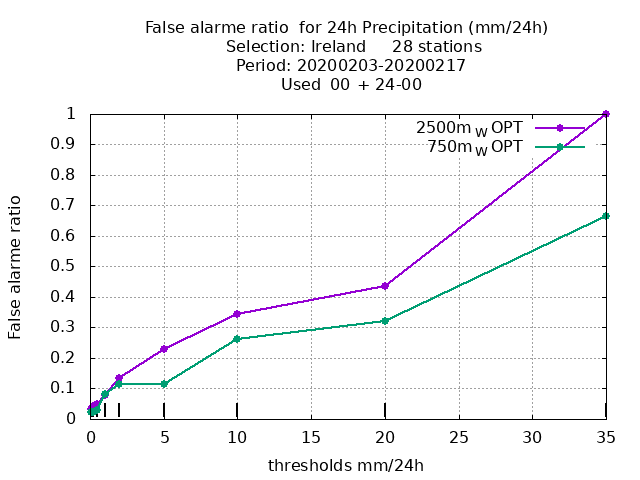 False alarme ratio  for 24h Precipitation (mm/24h)
Selection: Ireland     28 stations
Period: 20200203-20200217
Used  00 + 24-00
2500m W OPT
750m W OPT
False alarme ratio
1
0.9
0.8
0.7
0.6
0.5
0.4
0.3
0.2
0.1
0
0 5 10 15 20 25 30 35
thresholds mm/24h